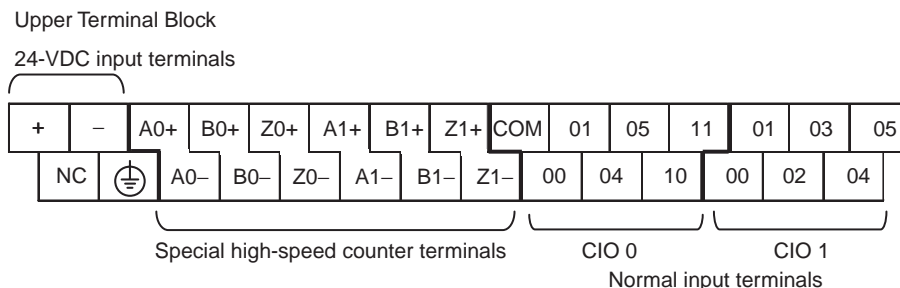 Upper Terminal Block
24-VDC input terminals
+ − A0+ B0+ Z0+ A1+ B1+ Z1+ COM 01 05 11 01 03 05
NC A0− B0− Z0− A1− B1− Z1− 00 04 10 00 02 04
Special high-speed counter terminals CIO 0 CIO 1
Normal input terminals